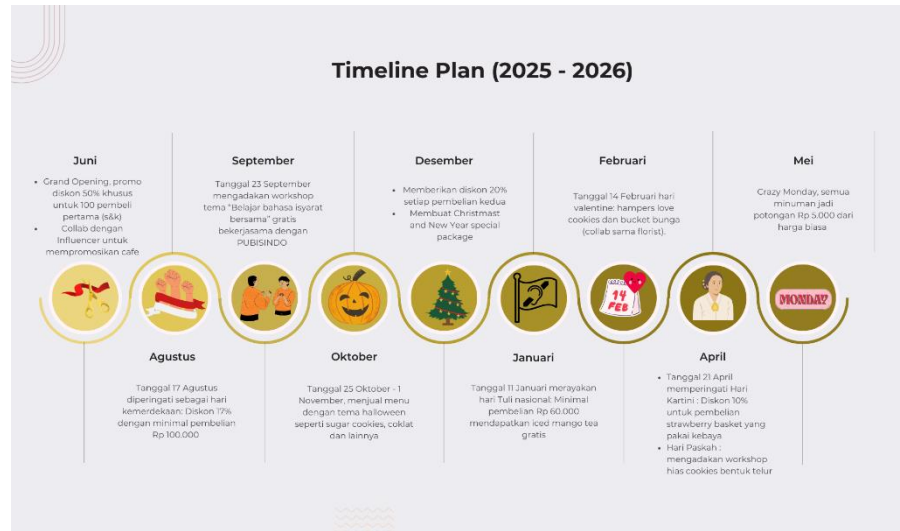 Timeline Plan (2025 - 2026)
Juni
• Grand Opening, promo
diskon 50% khusus
untuk 100 pembeli
pertama (s&k)
• Collab dengan
Influencer untuk
mempromosikan cafe
Agustus
Tanggal 17 Agustus
diperingati sebagai hari
kemerdekaan: Diskon 17%
dengan minimal pembelian
Rp 100.000
September
Tanggal 23 September
mengadakan workshop
tema "Belajar bahasa isyarat
bersama" gratis
bekerjasama dengan
PUBISINDO
Oktober
Tanggal 25 Oktober - 1
November, menjual menu
dengan tema halloween
seperti sugar cookies, coklat
dan lainnya
Desember
• Memberikan diskon 20%
setiap pembelian kedua
• Membuat Christmast
and New Year special
package
Januari
Tanggal 11 Januari merayakan
hari Tuli nasional: Minimal
pembelian Rp 60.000
mendapatkan iced mango tea
gratis
Februari
Tanggal 14 Februari hari
valentine: hampers love
cookies dan bucket bunga
(collab sama florist).
14
FEB
April
• Tanggal 21 April
memperingati Hari
Kartini : Diskon 10%
untuk pembelian
strawberry basket yang
pakai kebaya
• Hari Paskah :
mengadakan workshop
hias cookies bentuk telur
Mei
Crazy Monday, semua
minuman jadi
potongan Rp 5.000 dari
harga biasa
MONDAY